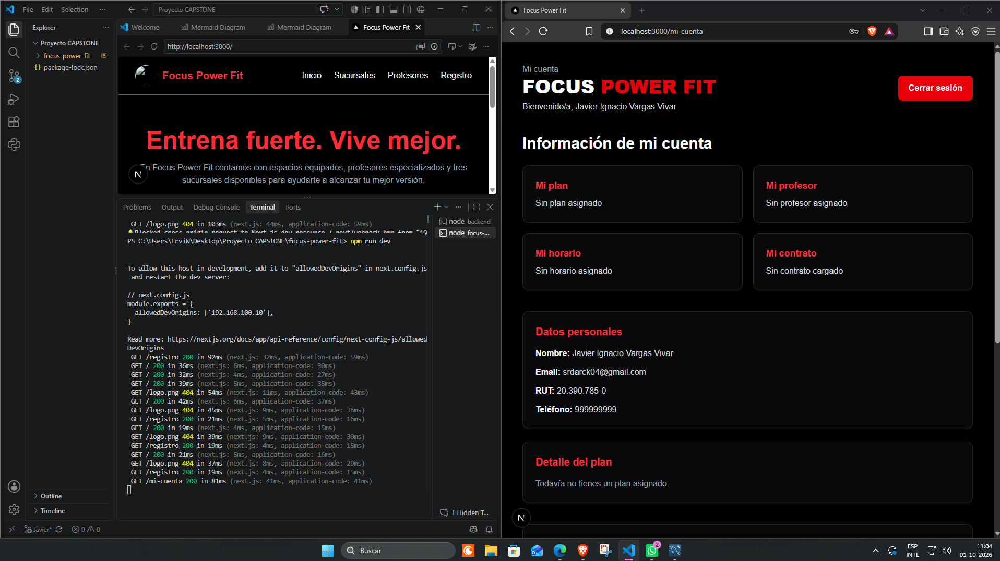 File Edit Selection ···
Proyecto CAPSTONE
Explorer
Proyecto CAPSTONE
focus-power-fit
{} package-lock.json
2
Outline
Timeline
Javier*
0 0
Welcome
Mermaid Diagram
Mermaid Diagram
Focus Power Fit
http://localhost:3000/
Focus Power Fit
Inicio Sucursales Profesores Registro
Entrena fuerte. Vive mejor.
En Focus Power Fit contamos con espacios equipados, profesores especializados y tres
sucursales disponibles para ayudarte a alcanzar tu mejor versión.
N
Problems Output Debug Console Terminal Ports
GET /logo.png 404 in 103ms (next.js: 44ms, application-code: 59ms)
PS C:\Users\ErviW\Desktop\Proyecto CAPSTONE\focus-power-fit> npm run dev
To allow this host in development, add it to "allowedDevOrigins" in next.config.js
and restart the dev server:
// next.config.js
module.exports = {
allowedDevOrigins: ['192.168.100.10'],
}
Read more: https://nextjs.org/docs/app/api-reference/config/next-config-js/allowed
DevOrigins
GET /registro 200 in 92ms (next.js: 32ms, application-code: 59ms)
GET / 200 in 36ms (next.js: 6ms, application-code: 30ms)
GET / 200 in 32ms (next.js: 4ms, application-code: 27ms)
GET / 200 in 39ms (next.js: 5ms, application-code: 35ms)
GET /logo.png 404 in 54ms (next.js: 11ms, application-code: 43ms)
GET / 200 in 42ms (next.js: 6ms, application-code: 37ms)
GET /logo.png 404 in 45ms (next.js: 9ms, application-code: 36ms)
GET /registro 200 in 21ms (next.js: 5ms, application-code: 16ms)
GET / 200 in 19ms (next.js: 4ms, application-code: 15ms)
GET /logo.png 404 in 39ms (next.js: 9ms, application-code: 30ms)
GET /registro 200 in 19ms (next.js: 4ms, application-code: 15ms)
GET / 200 in 21ms (next.js: 5ms, application-code: 16ms)
GET /logo.png 404 in 37ms (next.js: 8ms, application-code: 29ms)
GET /registro 200 in 19ms (next.js: 4ms, application-code: 15ms)
GET /mi-cuenta 200 in 81ms (next.js: 41ms, application-code: 41ms)
node backend
node focus-...
1 Hidden T...
Focus Power Fit
localhost:3000/mi-cuenta
Mi cuenta
FOCUS POWER FIT
Bienvenido/a, Javier Ignacio Vargas Vivar
Cerrar sesión
Información de mi cuenta
Mi plan
Sin plan asignado
Mi profesor
Sin profesor asignado
Mi horario
Sin horario asignado
Mi contrato
Sin contrato cargado
Datos personales
Nombre: Javier Ignacio Vargas Vivar
Email: srdarck04@gmail.com
RUT: 20.390.785-0
Teléfono: 999999999
Detalle del plan
Todavía no tienes un plan asignado.
N
Buscar
2
ESP
INTL
11:04
01-10-2026